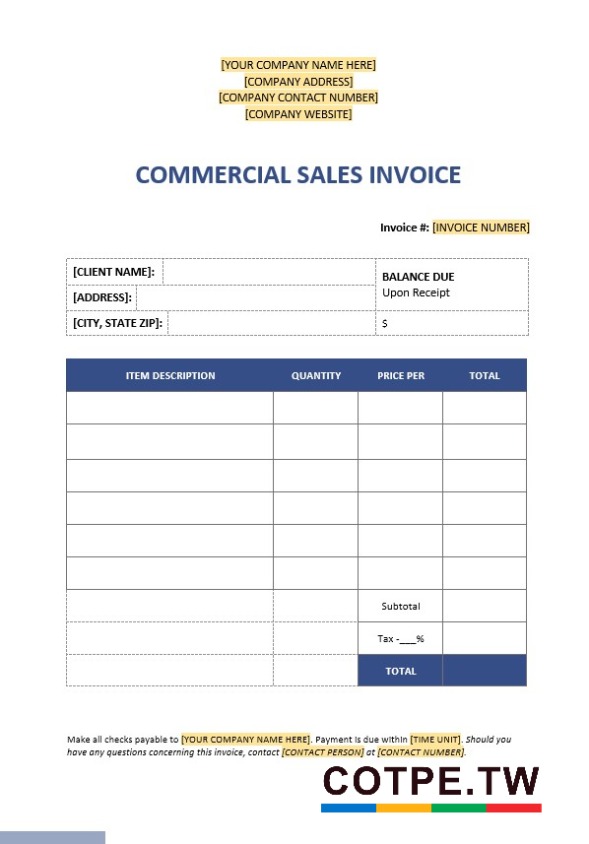 [YOUR COMPANY NAME HERE]
[COMPANY ADDRESS]
[COMPANY CONTACT NUMBER]
[COMPANY WEBSITE]
COMMERCIAL SALES INVOICE
Invoice #: [INVOICE NUMBER]
[CLIENT NAME]:
BALANCE DUE
Upon Receipt
[ADDRESS]:
[CITY, STATE ZIP]:
$
ITEM DESCRIPTION QUANTITY PRICE PER TOTAL
Subtotal
Tax -___%
TOTAL
Make all checks payable to [YOUR COMPANY NAME HERE]. Payment is due within [TIME UNIT]. Should you
have any questions concerning this invoice, contact [CONTACT PERSON] at [CONTACT NUMBER].
COTPE.TW